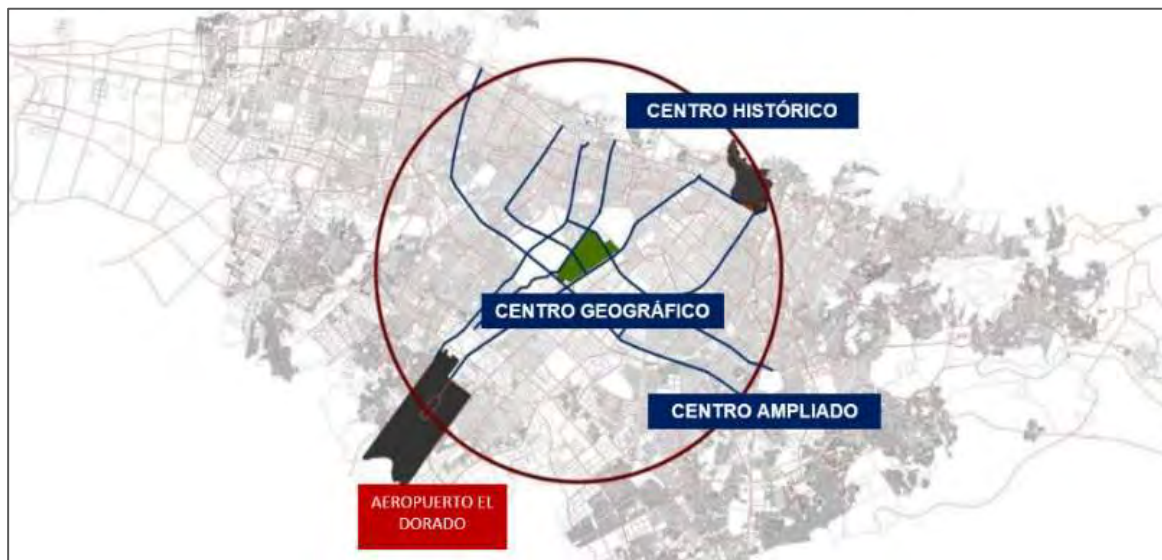 CENTRO HISTÓRICO
CENTRO GEOGRÁFICO
CENTRO AMPLIADO
AEROPUERTO EL
DORADO